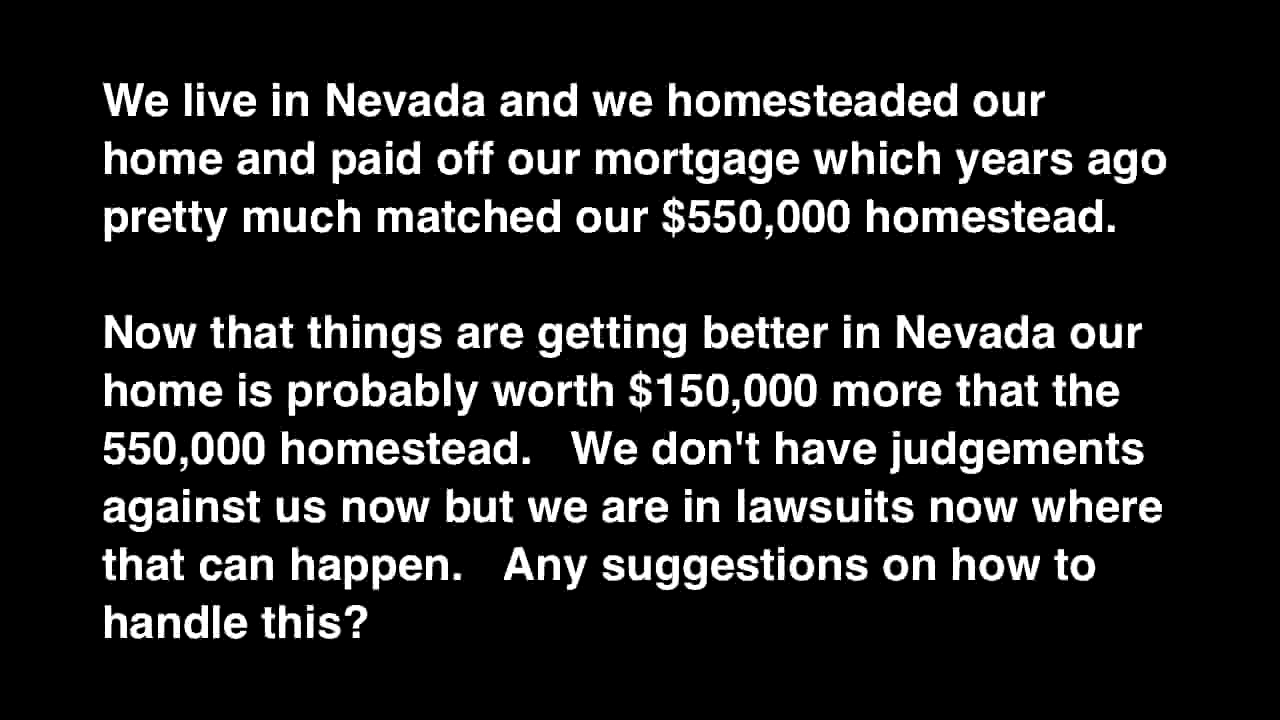 We live in Nevada and we homesteaded our
home and paid off our mortgage which years ago
pretty much matched our $550,000 homestead.
Now that things are getting better in Nevada our
home is probably worth $150,000 more that the
550,000 homestead.   We don't have judgements
against us now but we are in lawsuits now where
that can happen.   Any suggestions on how to
handle this?